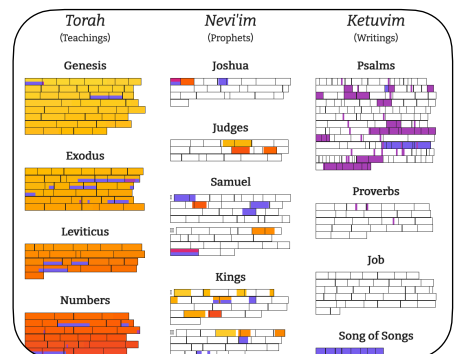 Torah
(Teachings)
Genesis
Exodus
Leviticus
Numbers
Nevi'im
(Prophets)
Joshua
Judges
Samuel
Kings
Ketuvim
(Writings)
Psalms
Proverbs
Job
Song of Songs